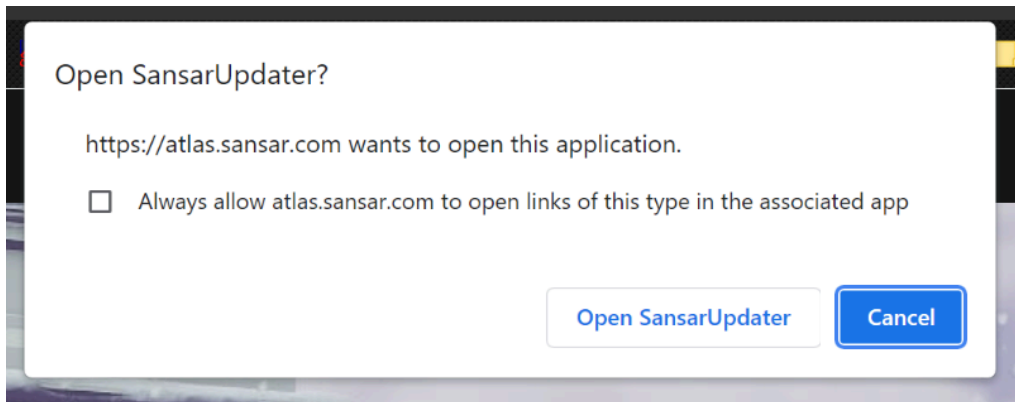 Open SansarUpdater?
https://atlas.sansar.com wants to open this application.
Always allow atlas.sansar.com to open links of this type in the associated app
Open SansarUpdater
Cancel